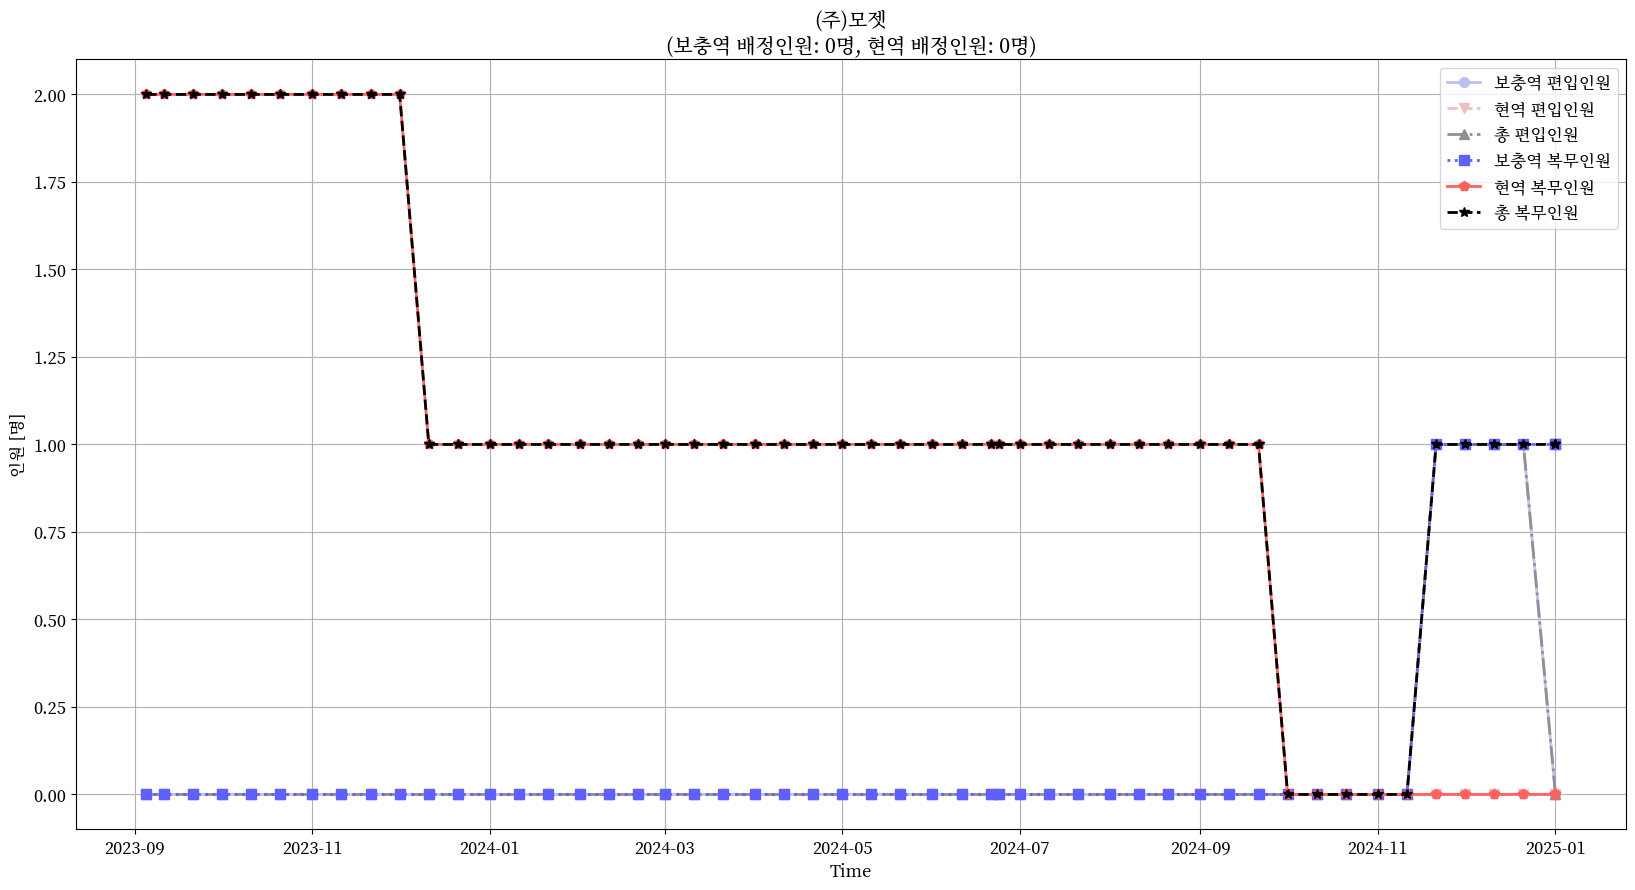 (주)모젯
(보충역 배정인원: 0명, 현역 배정인원: 0명)
보충역 편입인원
현역 편입인원
총 편입인원
보충역 복무인원
현역 복무인원
총 복무인원
인원 [명]
2.00
1.75
1.50
1.25
1.00
0.75
0.50
0.25
0.00
2023-09 2023-11 2024-01 2024-03 2024-05 2024-07 2024-09 2024-11 2025-01
Time